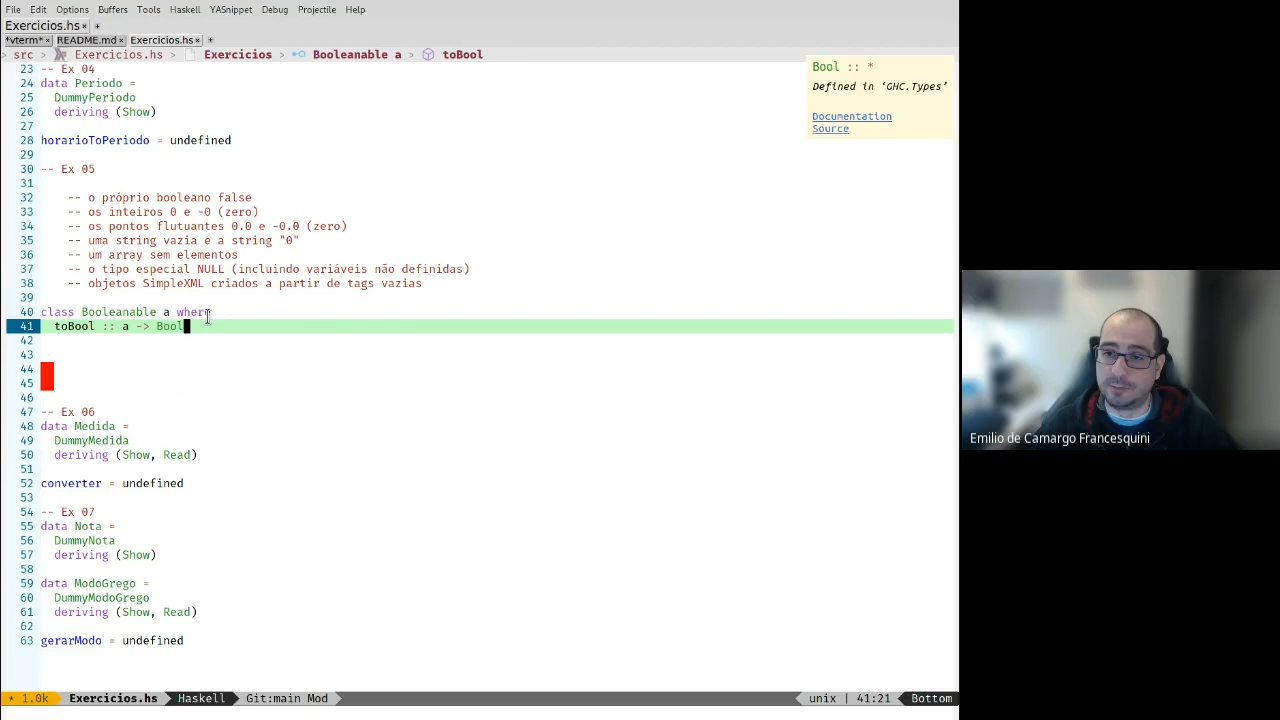 File Edit Options Buffers Tools Haskell YASnippet Debug Projectile Help
Exercicios.hs× +
*vterm*× README.md× Exercicios.hs× +
> src > Exercicios.hs > Exercicios > Booleanable a > toBool
23 -- Ex 04
24 data Periodo =
25 DummyPeriodo
26 deriving (Show)
27
28 horarioToPeriodo = undefined
29
30 -- Ex 05
31
32 -- o próprio booleano false
33 -- os inteiros 0 e -0 (zero)
34 -- os pontos flutuantes 0.0 e -0.0 (zero)
35 -- uma string vazia e a string "0"
36 -- um array sem elementos
37 -- o tipo especial NULL (incluindo variáveis não definidas)
38 -- objetos SimpleXML criados a partir de tags vazias
39
40 class Booleanable a where
41 toBool :: a -> Bool
42
43
44
45
46
47 -- Ex 06
48 data Medida =
49 DummyMedida
50 deriving (Show, Read)
51
52 converter = undefined
53
54 -- Ex 07
55 data Nota =
56 DummyNota
57 deriving (Show)
58
59 data ModoGrego =
60 DummyModoGrego
61 deriving (Show, Read)
62
63 gerarModo = undefined
Bool :: *
Defined in ‘GHC.Types’
Documentation
Source
Emilio de Camargo Francesquini
* 1.0k Exercicios.hs Haskell Git:main Mod unix | 41:21 Bottom